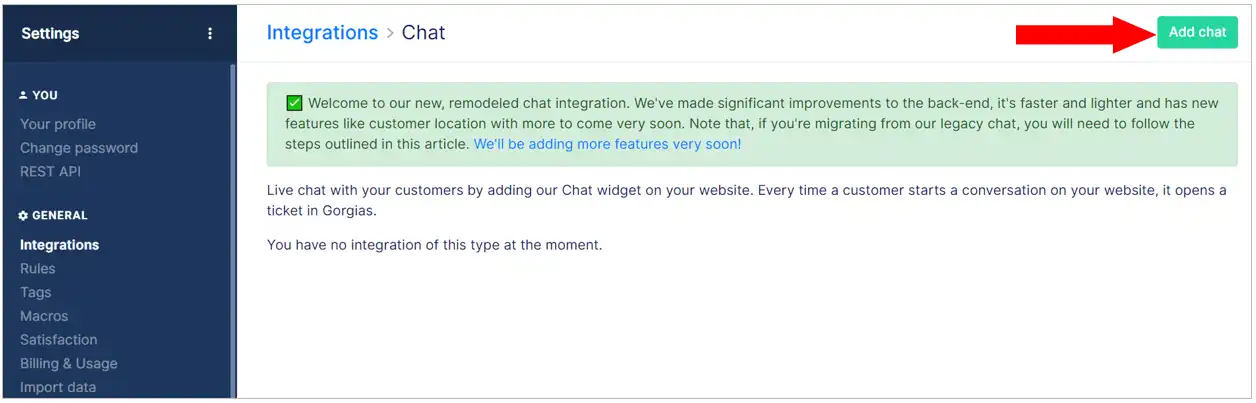 Settings
YOU
Your profile
Change password
REST API
GENERAL
Integrations
Rules
Tags
Macros
Satisfaction
Billing & Usage
Import data
Integrations > Chat
Add chat
Welcome to our new, remodeled chat integration. We've made significant improvements to the back-end, it's faster and lighter and has new
features like customer location with more to come very soon. Note that, if you're migrating from our legacy chat, you will need to follow the
steps outlined in this article. We'll be adding more features very soon!
Live chat with your customers by adding our Chat widget on your website. Every time a customer starts a conversation on your website, it opens a
ticket in Gorgias.
You have no integration of this type at the moment.